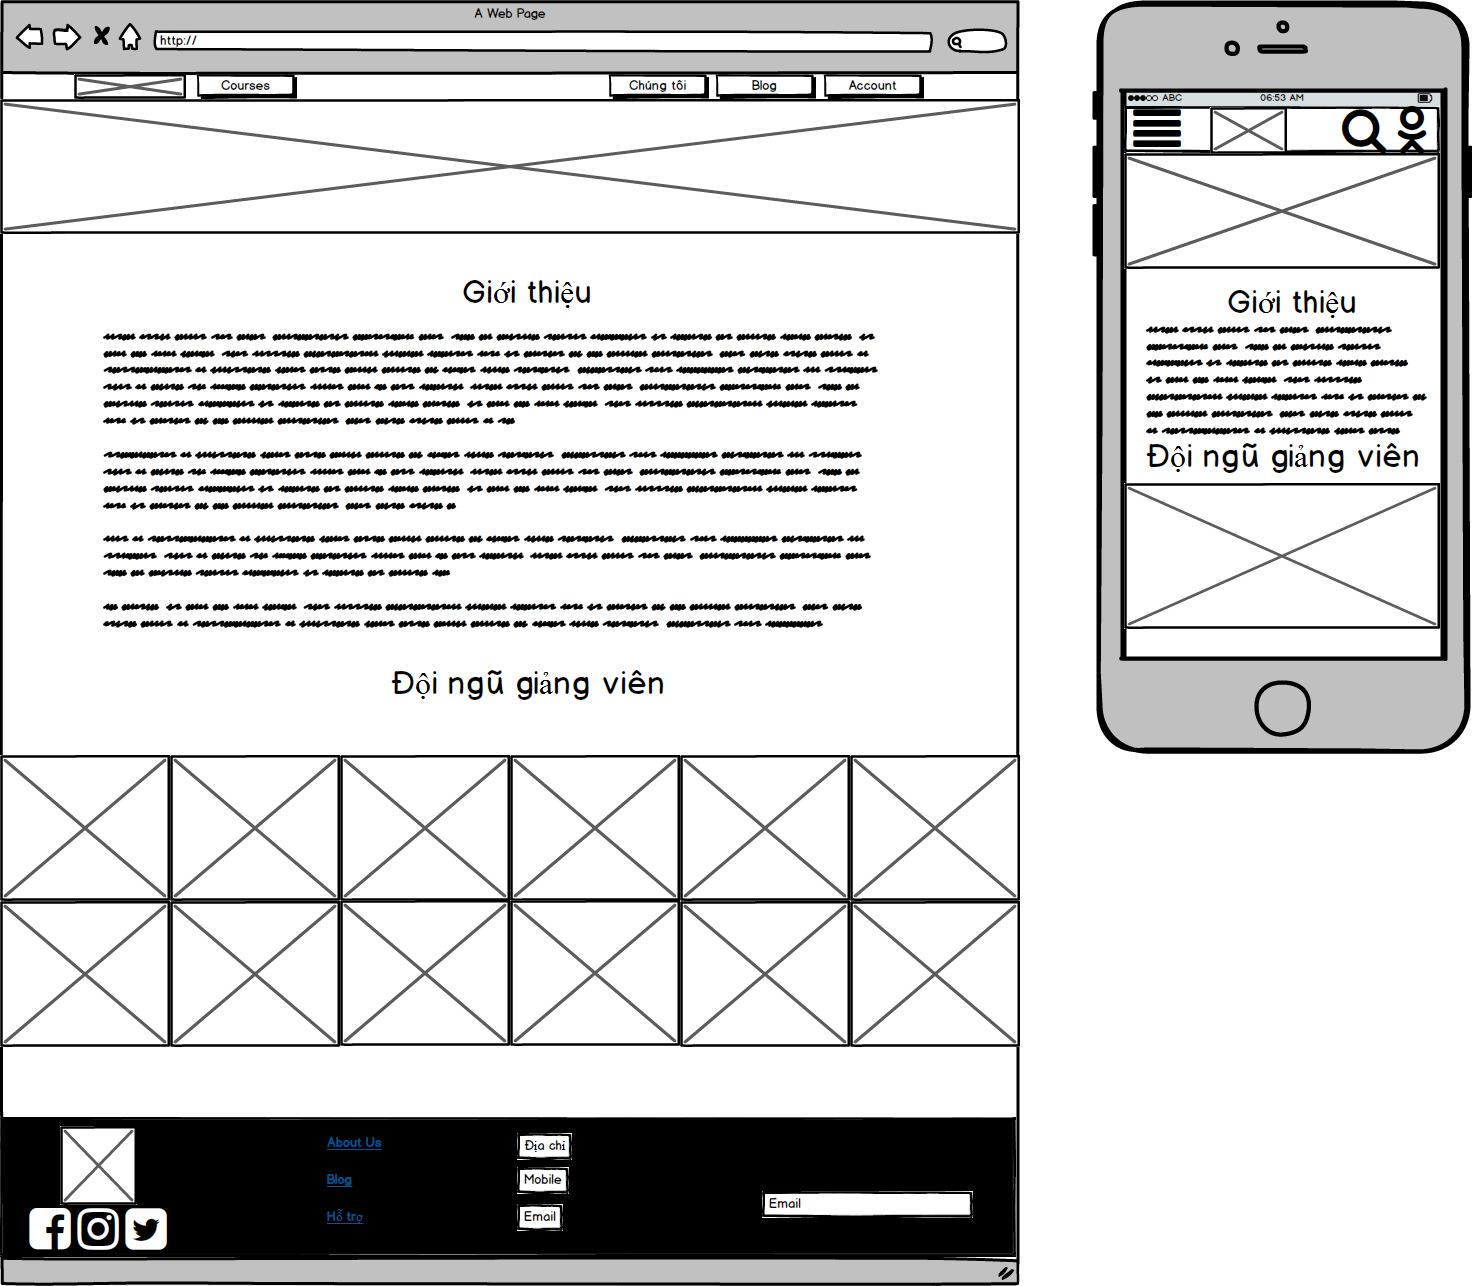 A Web Page
http://
Courses
Chúng tôi
Blog
Account
Giới thiệu
Đội ngũ giảng viên
About Us
Blog
Hỗ trợ
Địa chỉ
Mobile
Email
Email
ABC
06:53 AM
Giới thiệu
Đội ngũ giảng viên